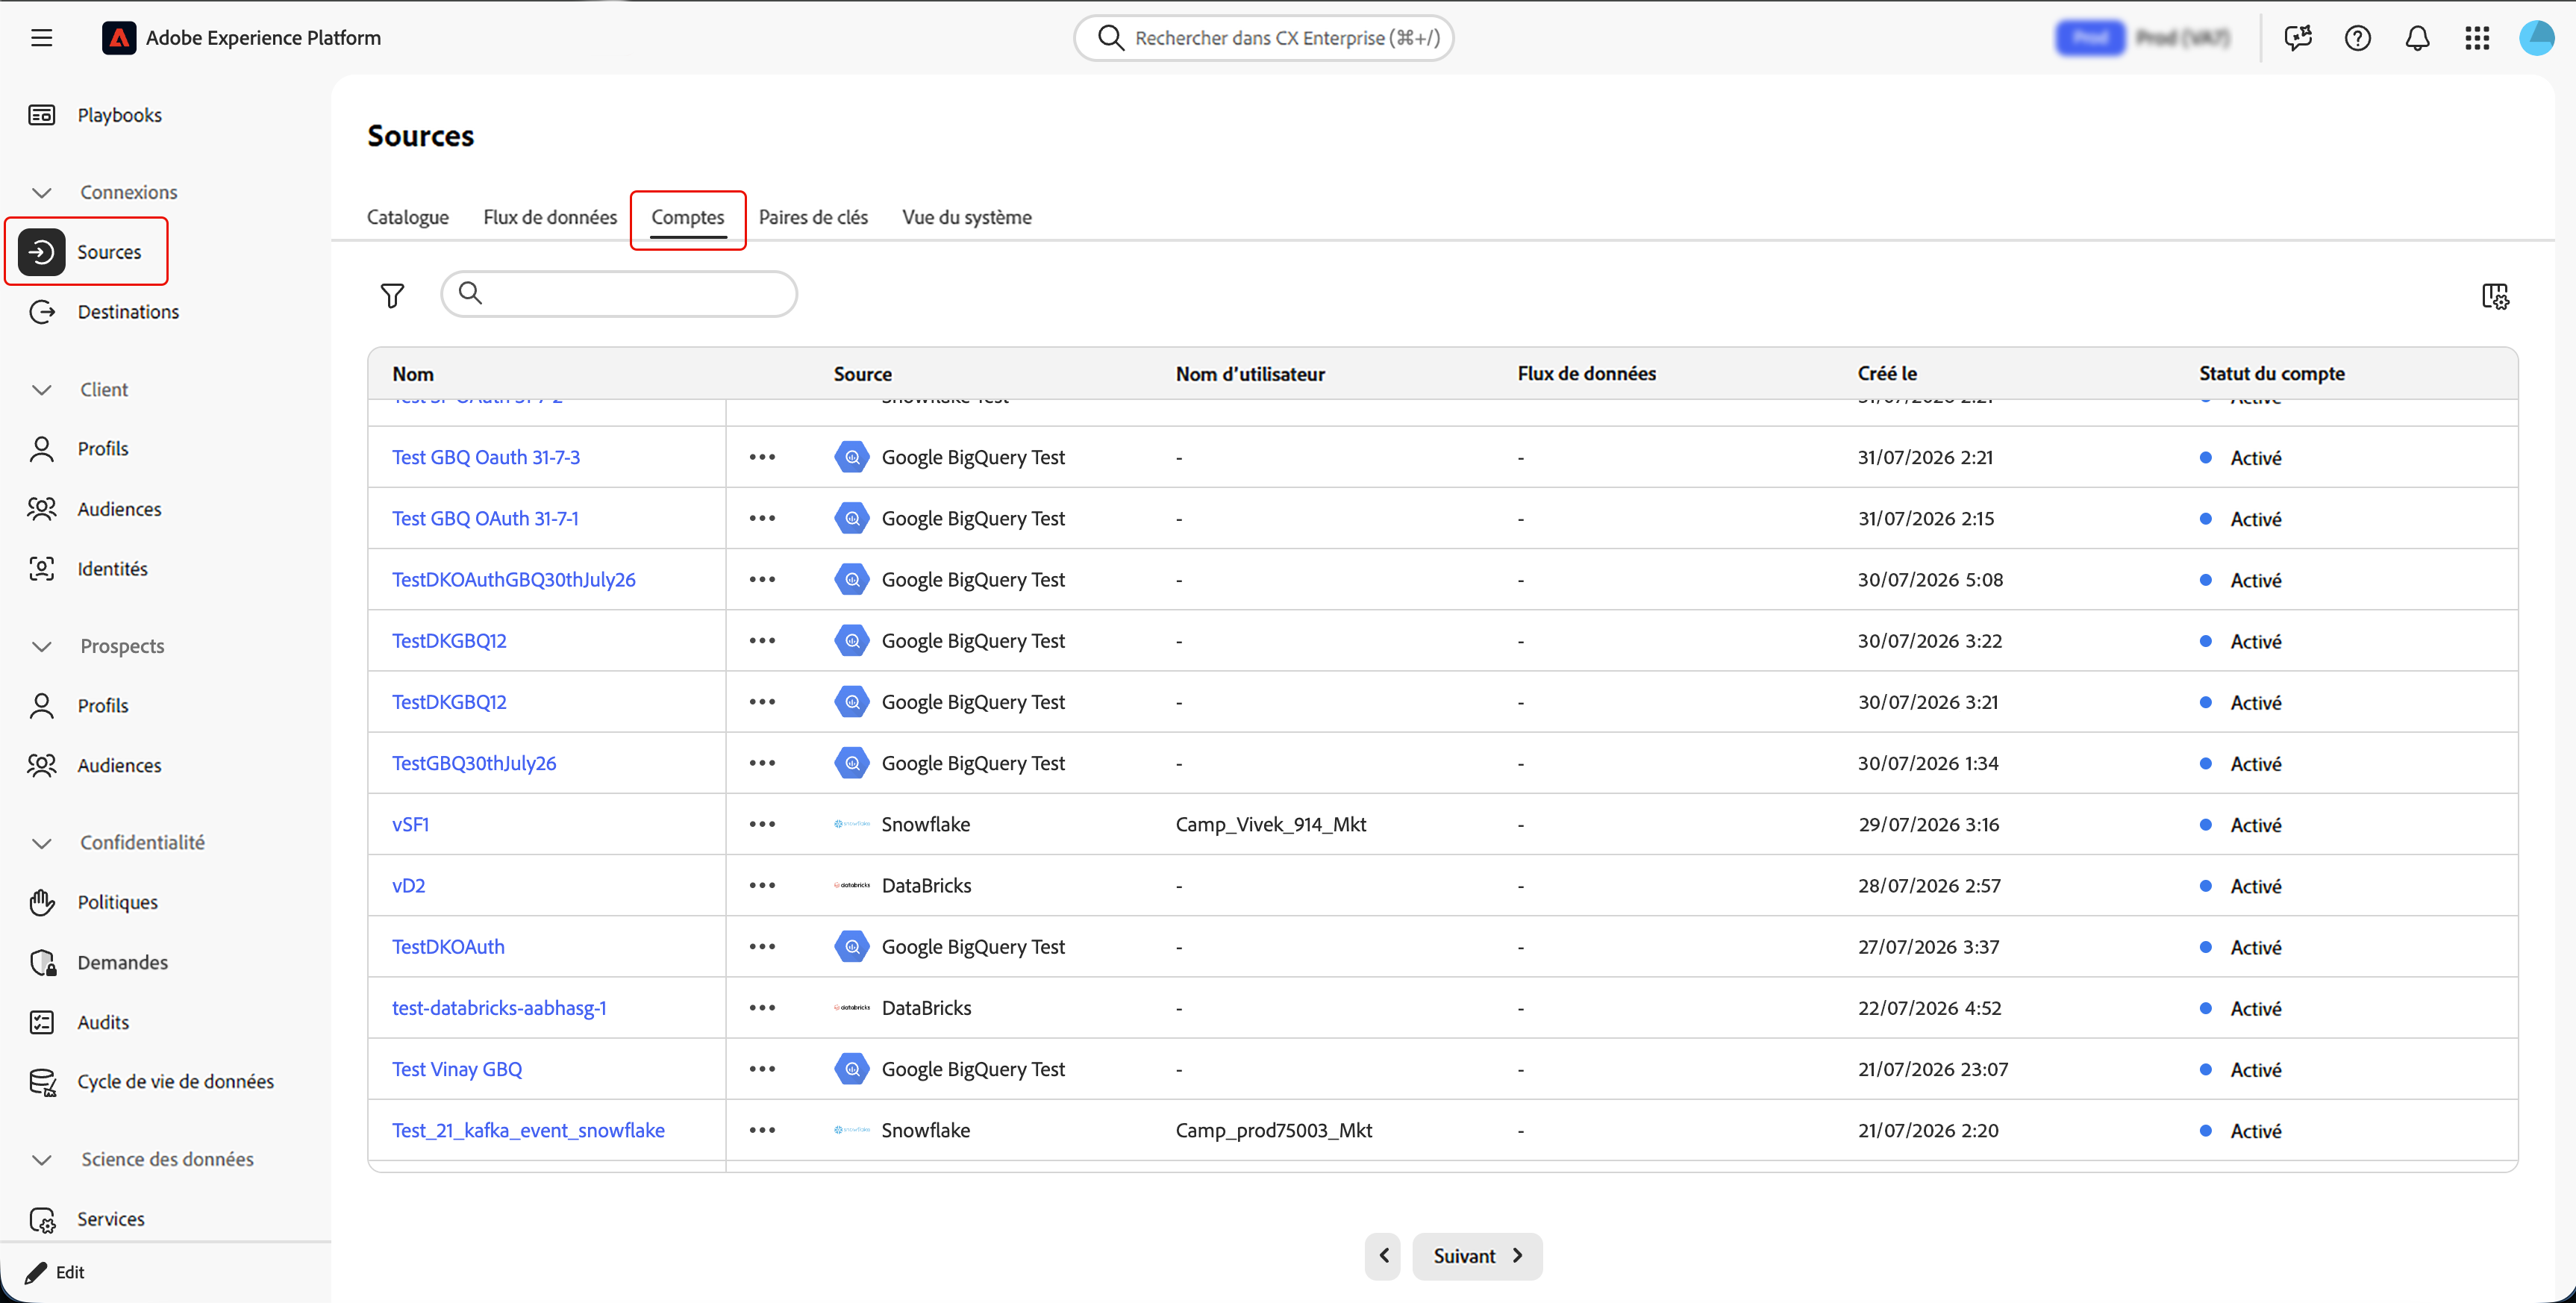 Adobe Experience Platform
Rechercher dans CX Enterprise (⌘+/)
Prod Prod (VA7)
Playbooks
Connexions
Sources
Destinations
Client
Profils
Audiences
Identités
Prospects
Profils
Audiences
Confidentialité
Politiques
Demandes
Audits
Cycle de vie de données
Science des données
Services
Edit
Sources
Catalogue Flux de données Comptes Paires de clés Vue du système
Nom Source Nom d’utilisateur Flux de données Créé le Statut du compte
Test GBQ Oauth 31-7-3 ••• Google BigQuery Test - - 31/07/2026 2:21 Activé
Test GBQ OAuth 31-7-1 ••• Google BigQuery Test - - 31/07/2026 2:15 Activé
TestDKOAuthGBQ30thJuly26 ••• Google BigQuery Test - - 30/07/2026 5:08 Activé
TestDKGBQ12 ••• Google BigQuery Test - - 30/07/2026 3:22 Activé
TestDKGBQ12 ••• Google BigQuery Test - - 30/07/2026 3:21 Activé
TestGBQ30thJuly26 ••• Google BigQuery Test - - 30/07/2026 1:34 Activé
vSF1 ••• snowflake Snowflake Camp_Vivek_914_Mkt - 29/07/2026 3:16 Activé
vD2 ••• databricks DataBricks - - 28/07/2026 2:57 Activé
TestDKOAuth ••• Google BigQuery Test - - 27/07/2026 3:37 Activé
test-databricks-aabhasg-1 ••• databricks DataBricks - - 22/07/2026 4:52 Activé
Test Vinay GBQ ••• Google BigQuery Test - - 21/07/2026 23:07 Activé
Test_21_kafka_event_snowflake ••• snowflake Snowflake Camp_prod75003_Mkt - 21/07/2026 2:20 Activé
Suivant